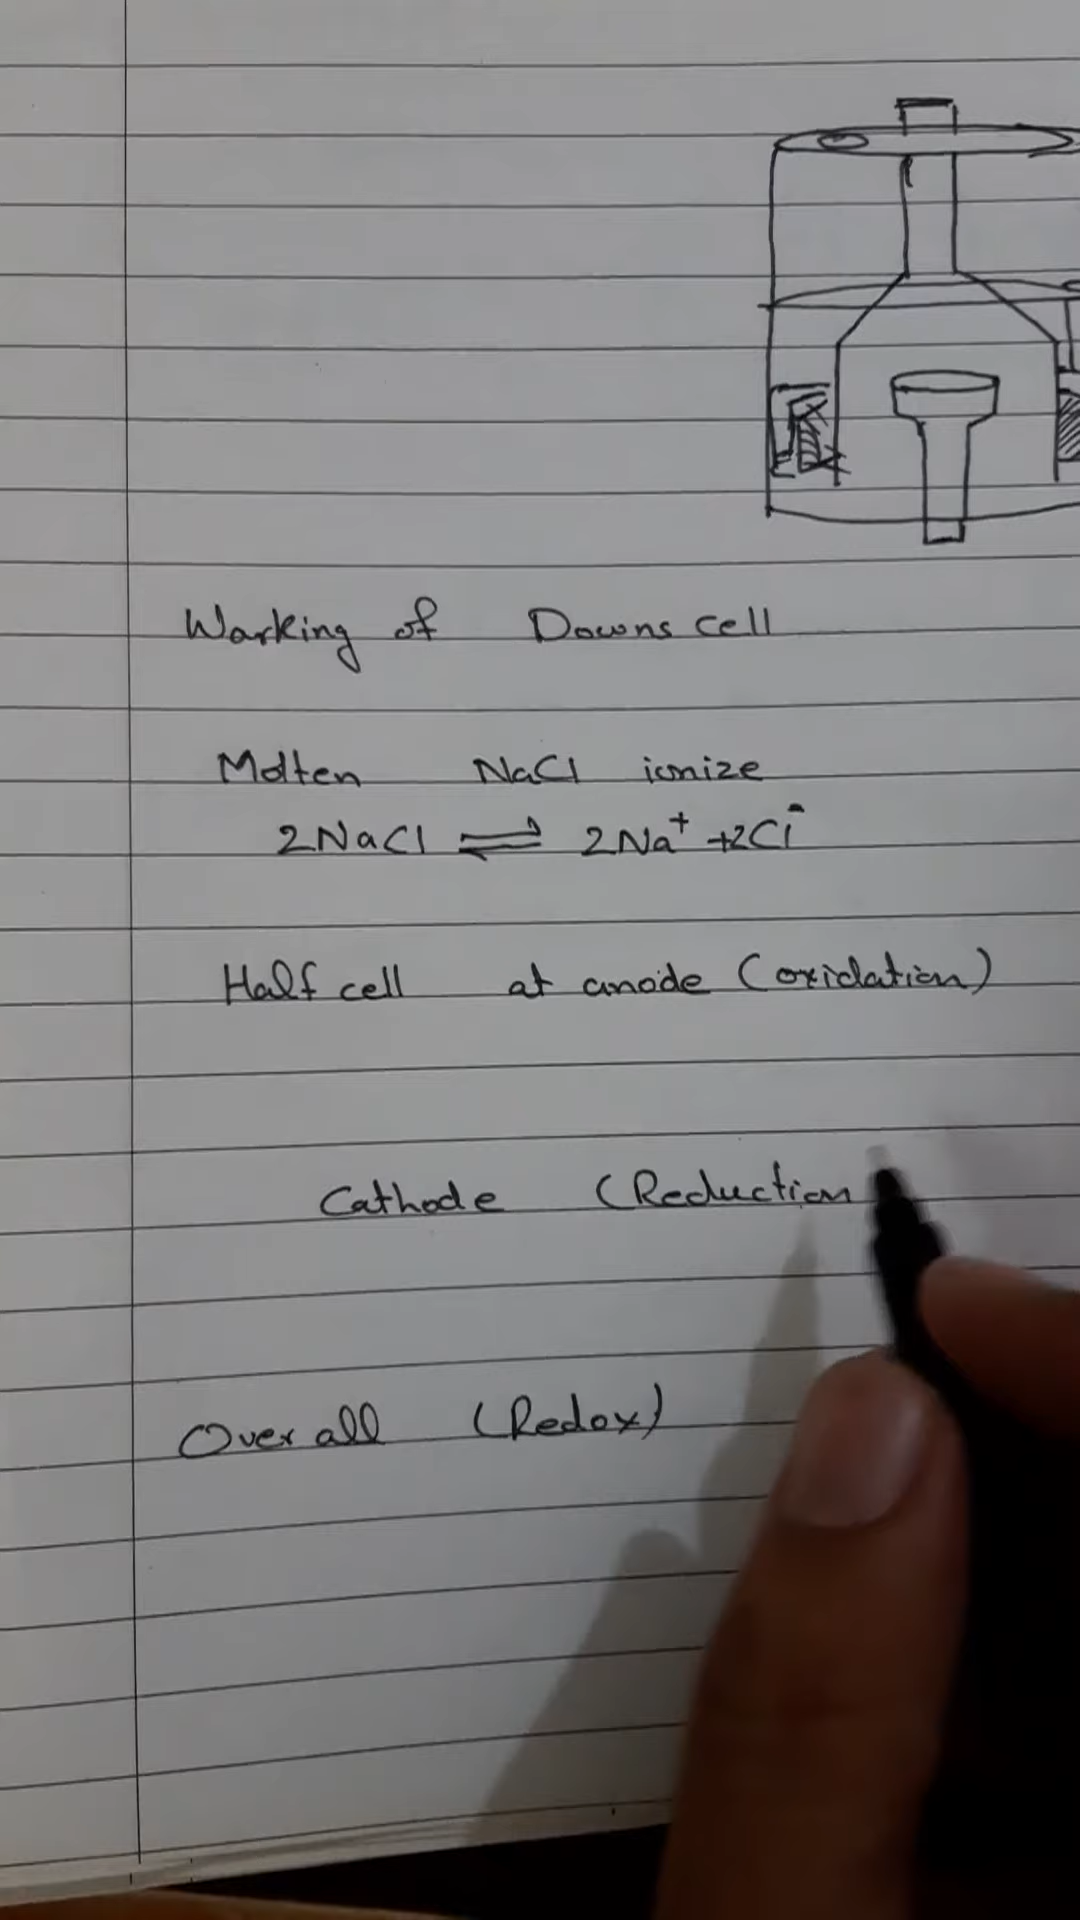 Working of Downs cell
Molten NaCl ionize
2NaCl ⇌ 2Na⁺ +2Cl⁻
Half cell at anode (oxidation)
Cathode (Reduction
Over all (Redox)